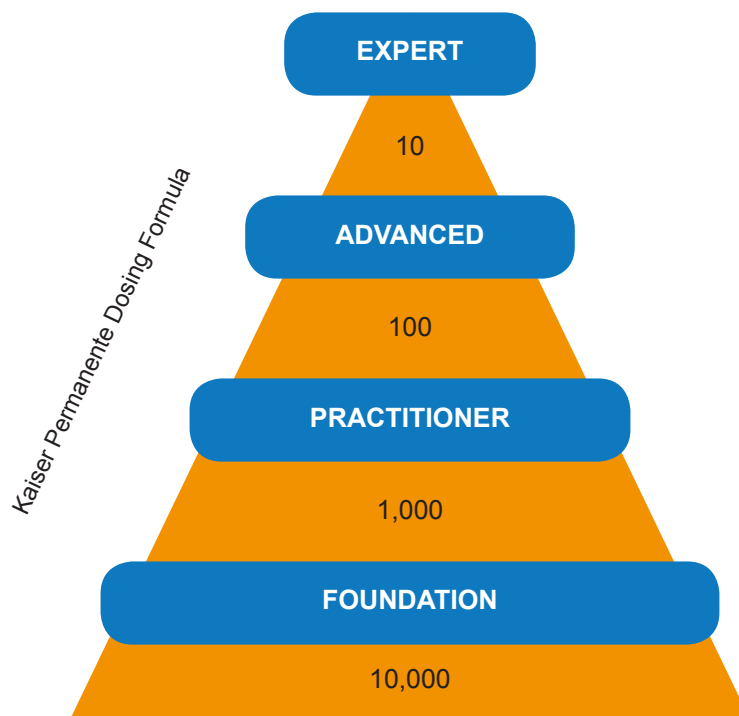 EXPERT
10
ADVANCED
100
PRACTITIONER
1,000
FOUNDATION
10,000
Kaiser Permanente Dosing Formula